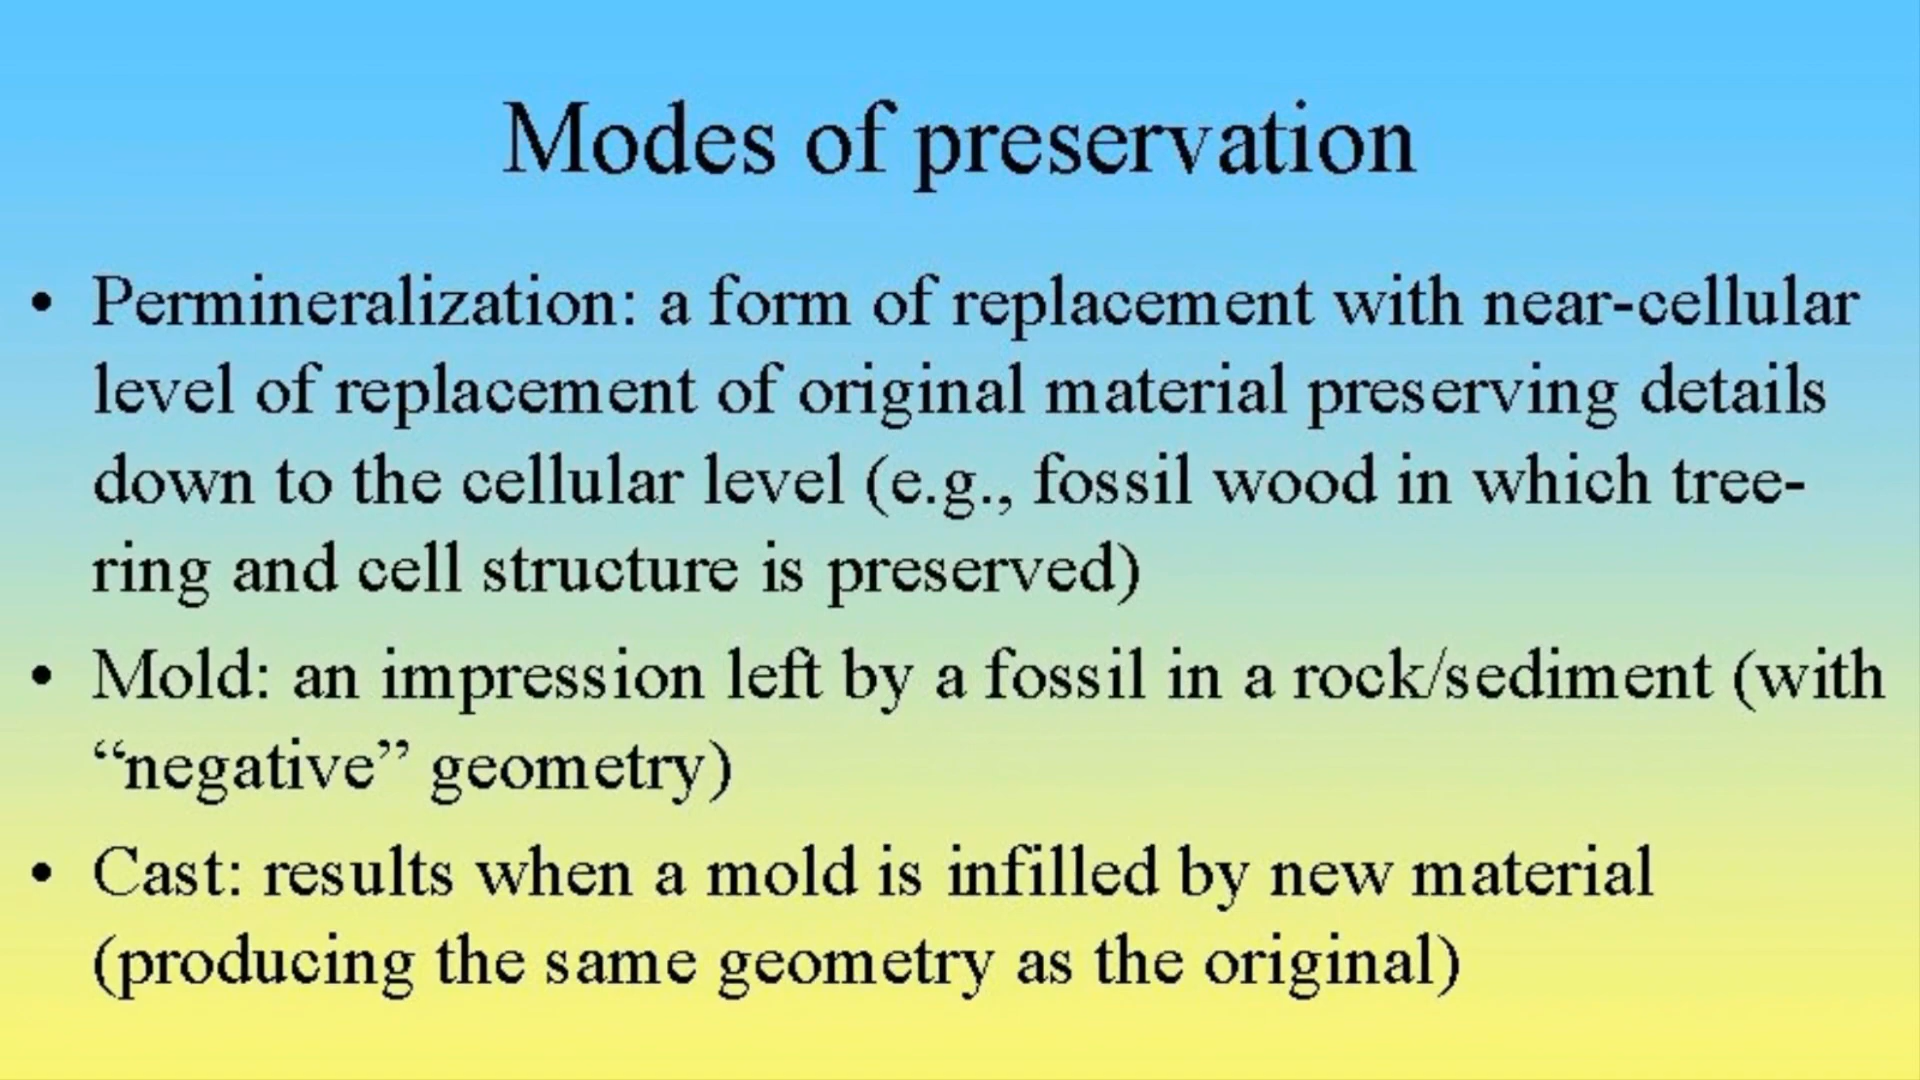 Modes of preservation
• Permineralization: a form of replacement with near-cellular
level of replacement of original material preserving details
down to the cellular level (e.g., fossil wood in which tree-
ring and cell structure is preserved)
• Mold: an impression left by a fossil in a rock/sediment (with
“negative” geometry)
• Cast: results when a mold is infilled by new material
(producing the same geometry as the original)